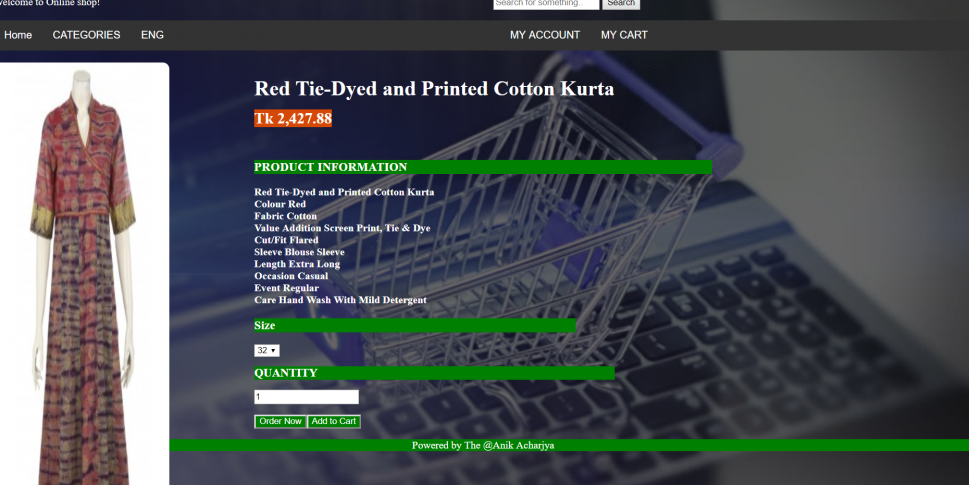 Welcome to Online shop!
Search for something.. Search
Home CATEGORIES ENG MY ACCOUNT MY CART
Red Tie-Dyed and Printed Cotton Kurta
Tk 2,427.88
PRODUCT INFORMATION
Red Tie-Dyed and Printed Cotton Kurta
Colour Red
Fabric Cotton
Value Addition Screen Print, Tie & Dye
Cut/Fit Flared
Sleeve Blouse Sleeve
Length Extra Long
Occasion Casual
Event Regular
Care Hand Wash With Mild Detergent
Size
32
QUANTITY
1
Order Now Add to Cart
Powered by The @Anik Acharjya